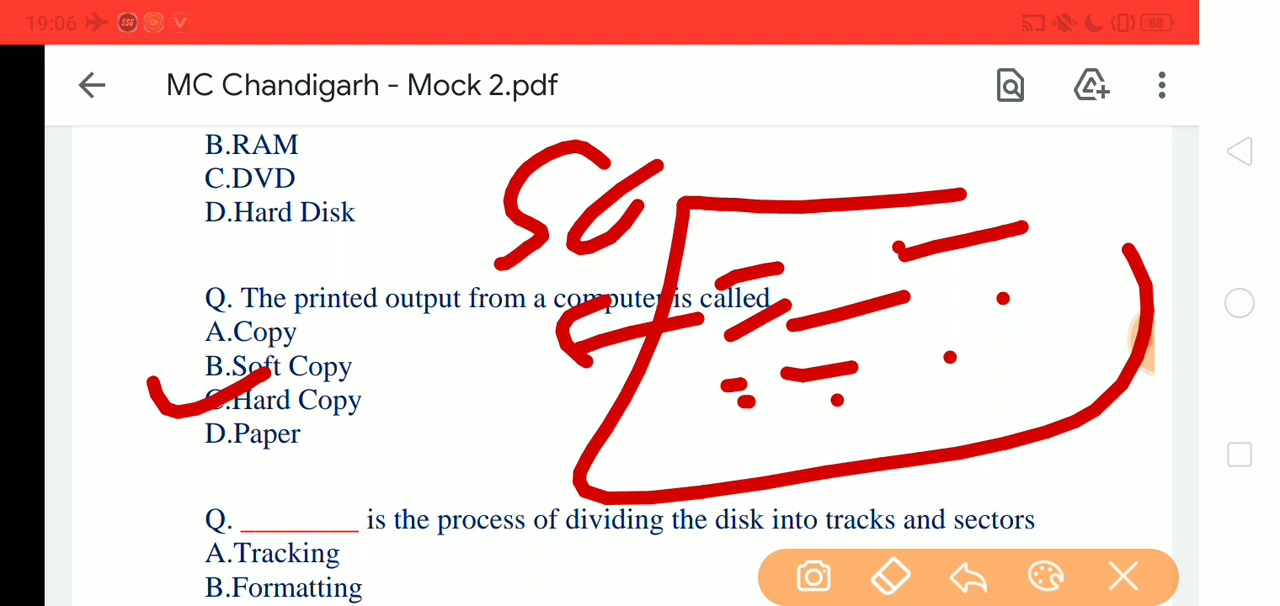 19:06 SSG 68
MC Chandigarh - Mock 2.pdf
B.RAM
C.DVD
D.Hard Disk
Q. The printed output from a computer is called
A.Copy
B.Soft Copy
C.Hard Copy
D.Paper
Q. ________ is the process of dividing the disk into tracks and sectors
A.Tracking
B.Formatting